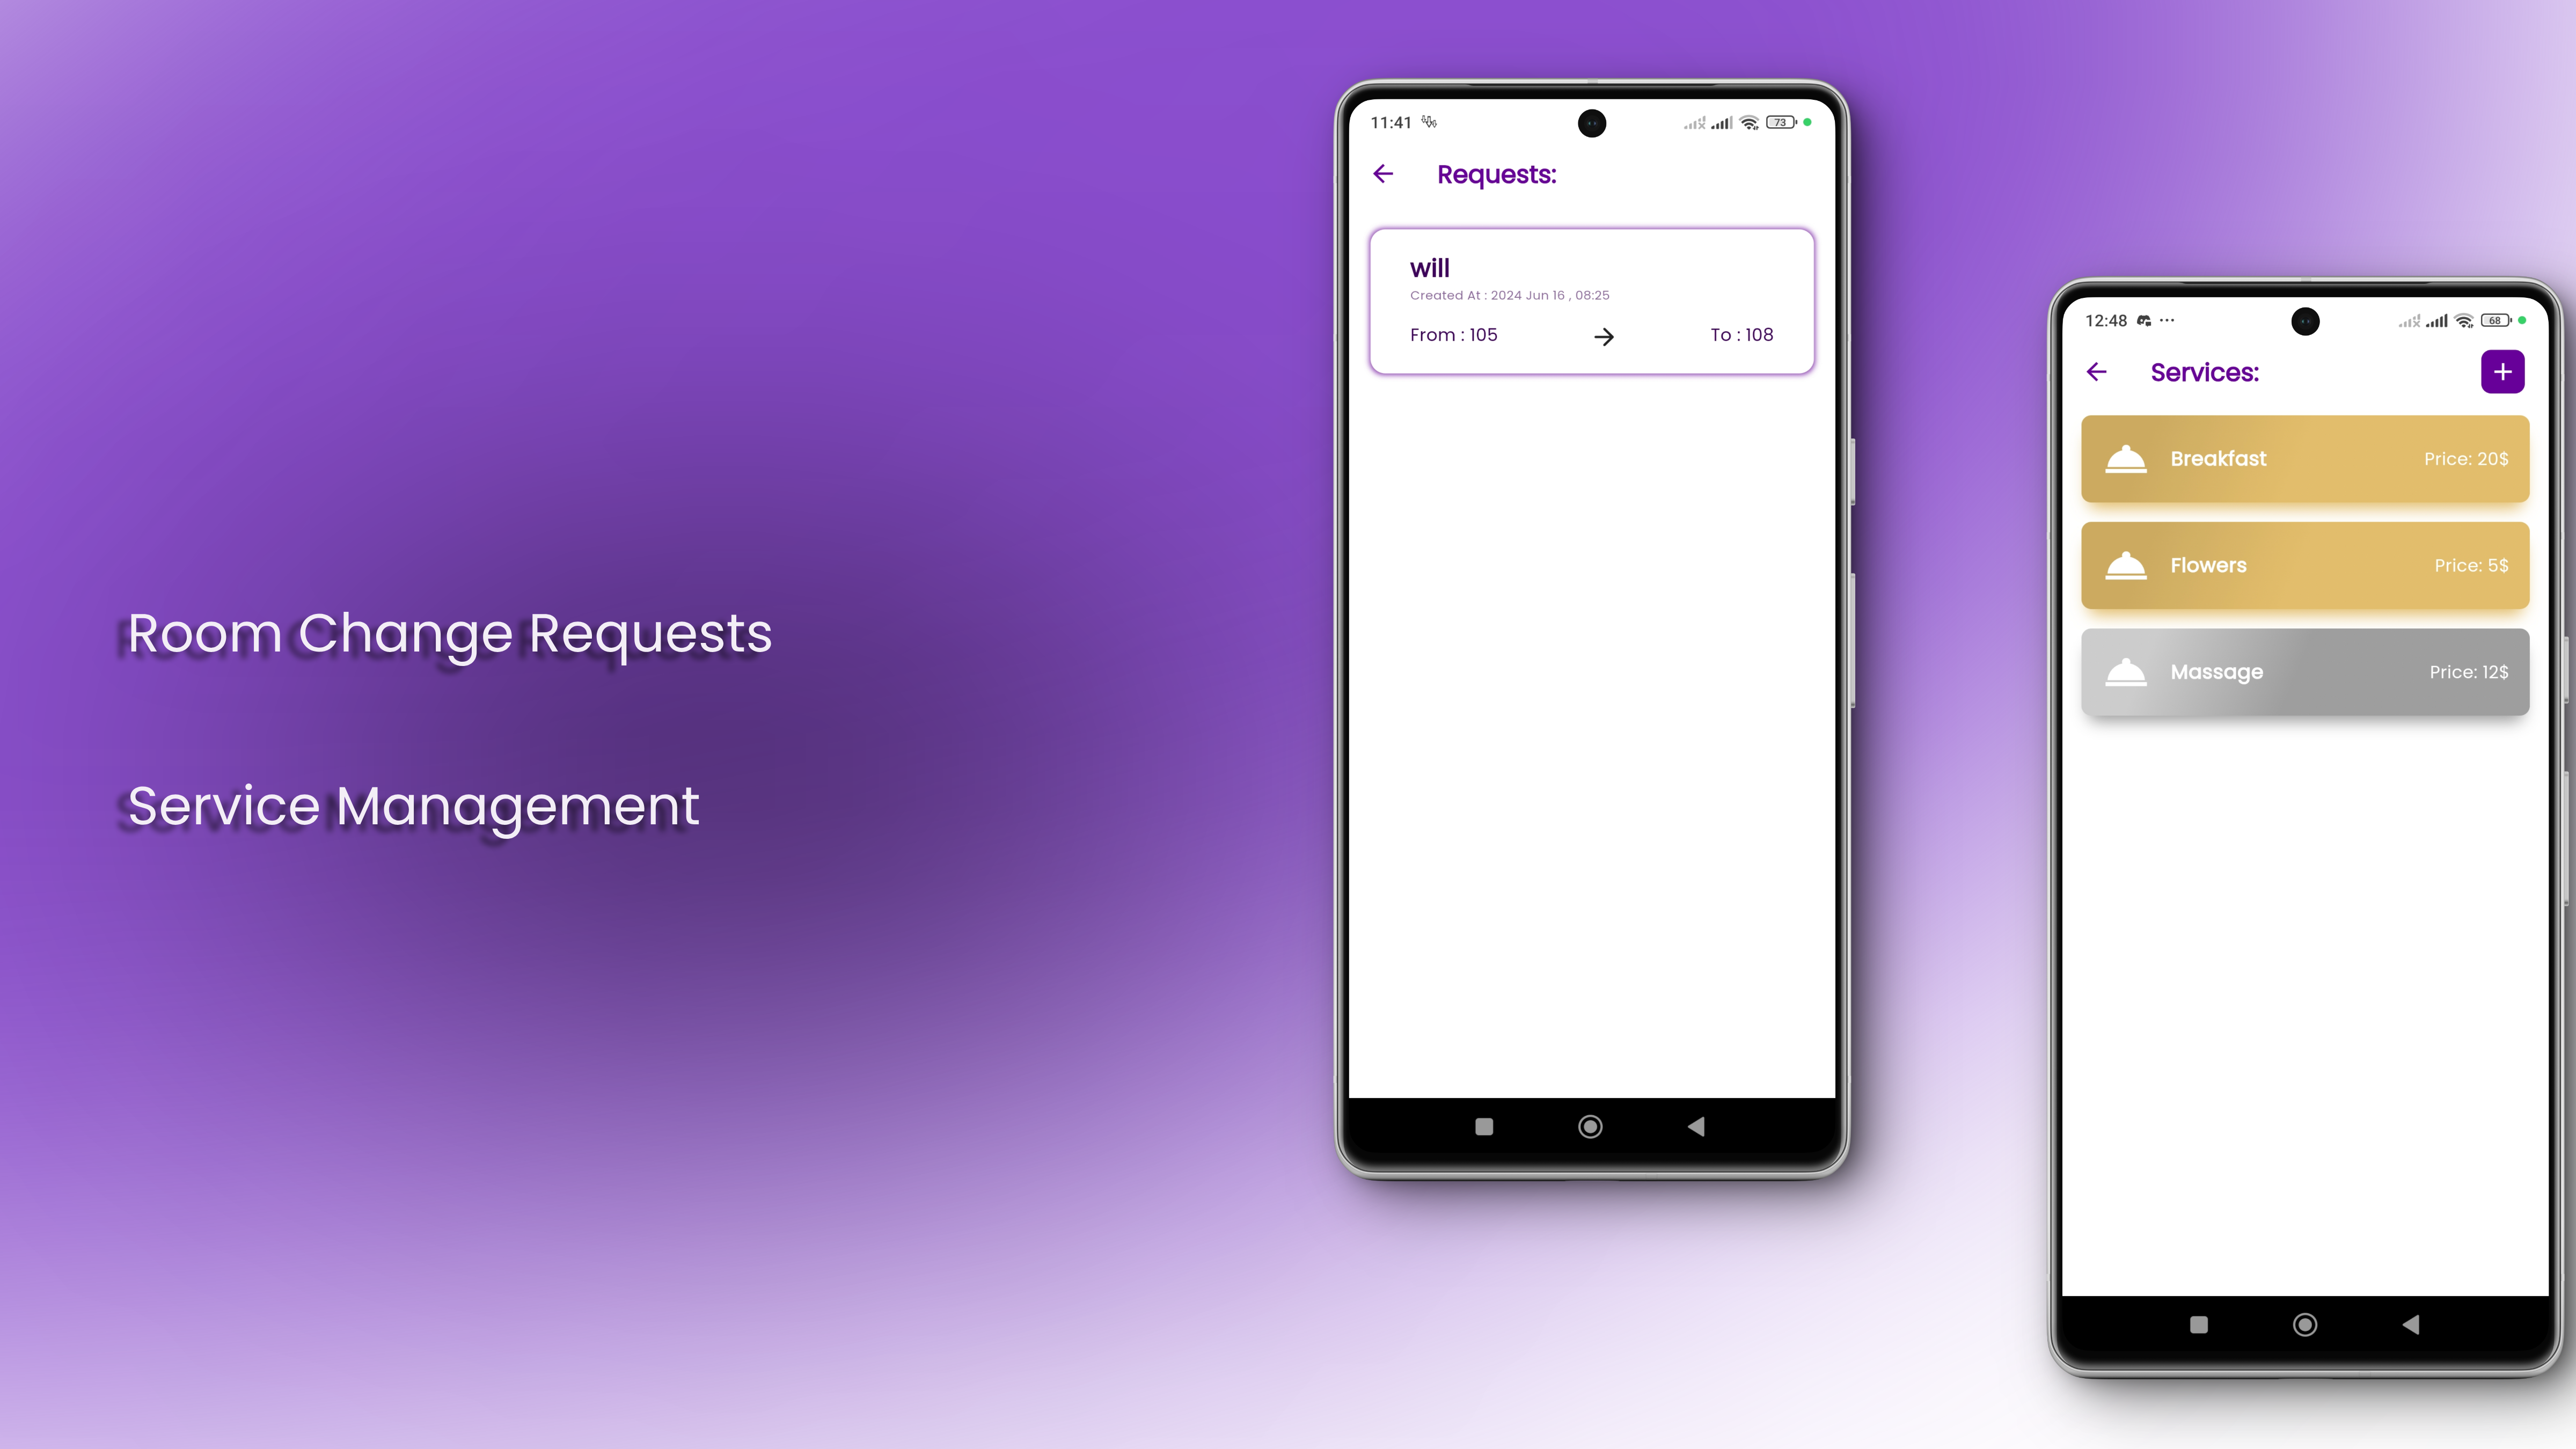 Room Change Requests
Service Management
11:41
73
Requests:
will
Created At : 2024 Jun 16 , 08:25
From : 105 → To : 108
12:48 ...
68
Services:
+
Breakfast Price: 20$
Flowers Price: 5$
Massage Price: 12$